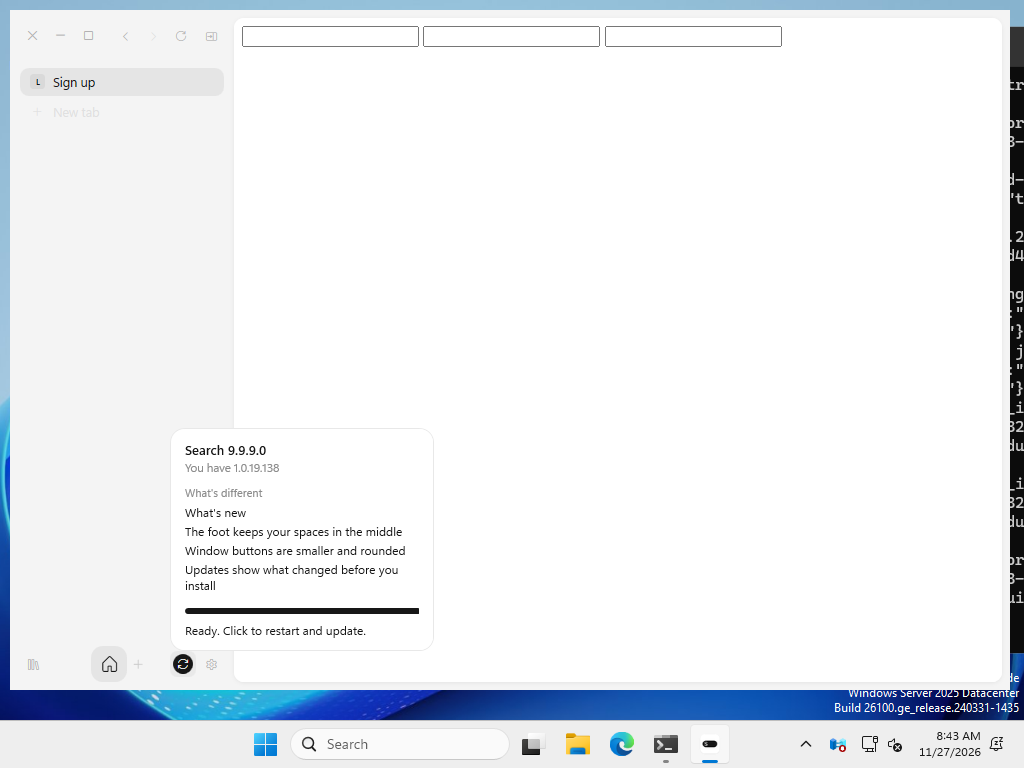 L Sign up
+ New tab
Search 9.9.9.0
You have 1.0.19.138
What's different
What's new
The foot keeps your spaces in the middle
Window buttons are smaller and rounded
Updates show what changed before you
install
Ready. Click to restart and update.
Windows Server 2025 Datacenter
Build 26100.ge_release.240331-1435
Search
8:43 AM
11/27/2026